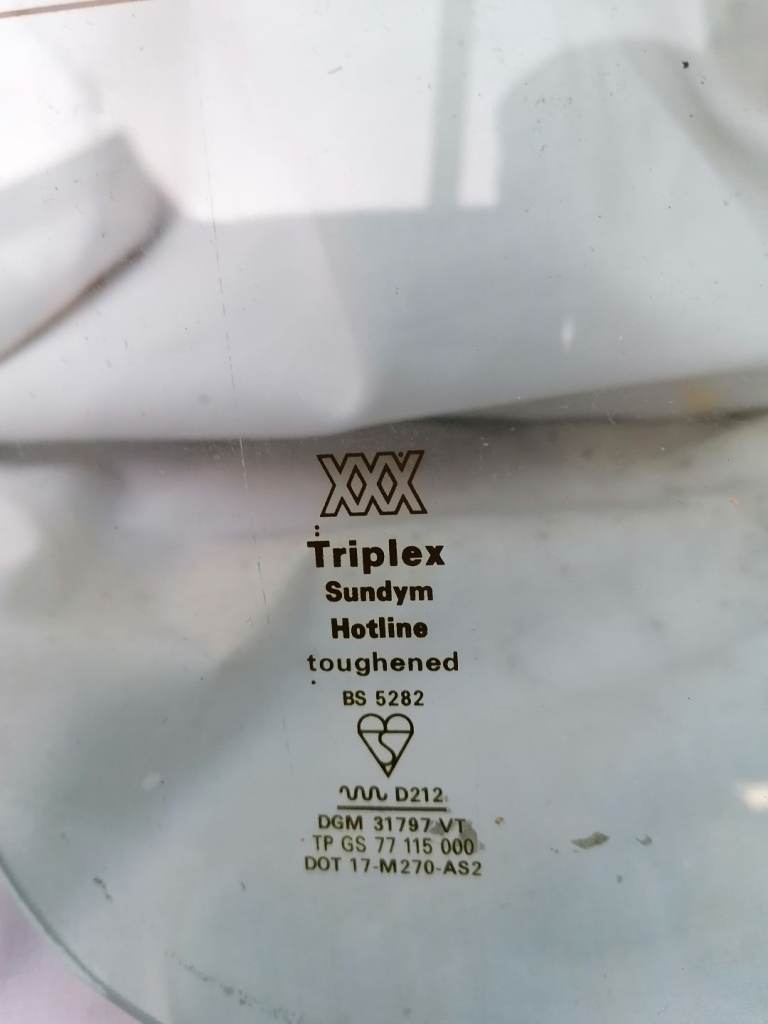 XXX
Triplex
Sundym
Hotline
toughened
BS 5282
D212
DGM 31797 VT
TP GS 77 115 000
DOT 17-M270-AS2